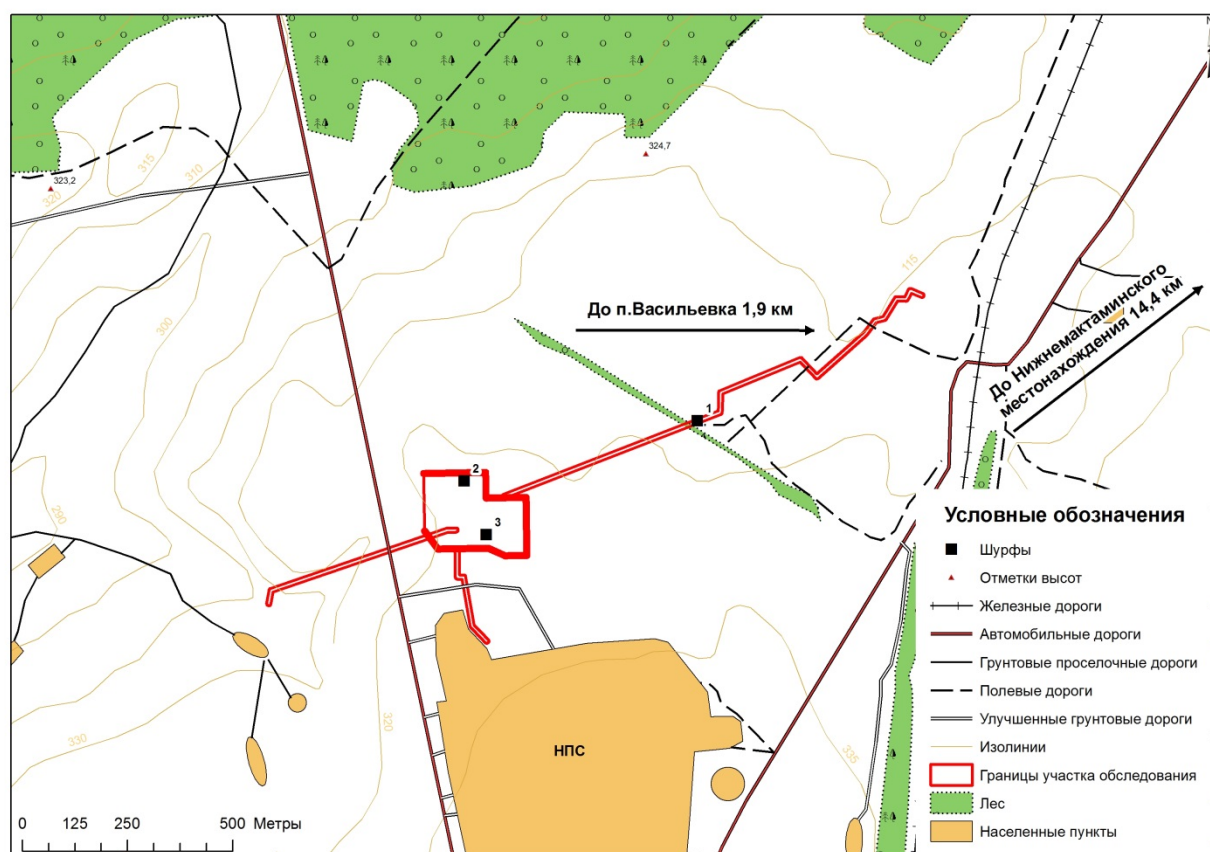 324,7
323,2
315
310
320
300
115
До п.Васильевка 1,9 км
До Нижнемактаминского
местонахождения 14,4 км
1
2
3
290
320
330
335
НПС
Условные обозначения
Шурфы
Отметки высот
Железные дороги
Автомобильные дороги
Грунтовые проселочные дороги
Полевые дороги
Улучшенные грунтовые дороги
Изолинии
Границы участка обследования
Лес
Населенные пункты
0 125 250 500 Метры